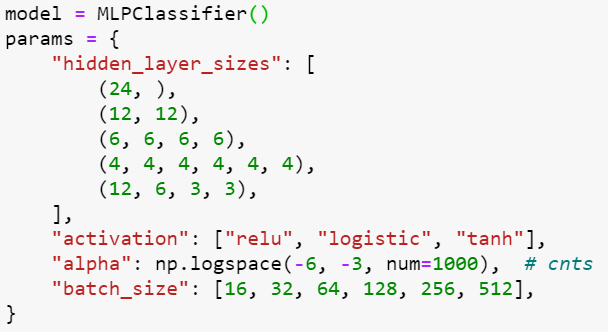 model = MLPClassifier()
params = {
    "hidden_layer_sizes": [
        (24, ),
        (12, 12),
        (6, 6, 6, 6),
        (4, 4, 4, 4, 4, 4),
        (12, 6, 3, 3),
    ],
    "activation": ["relu", "logistic", "tanh"],
    "alpha": np.logspace(-6, -3, num=1000),  # cnts
    "batch_size": [16, 32, 64, 128, 256, 512],
}